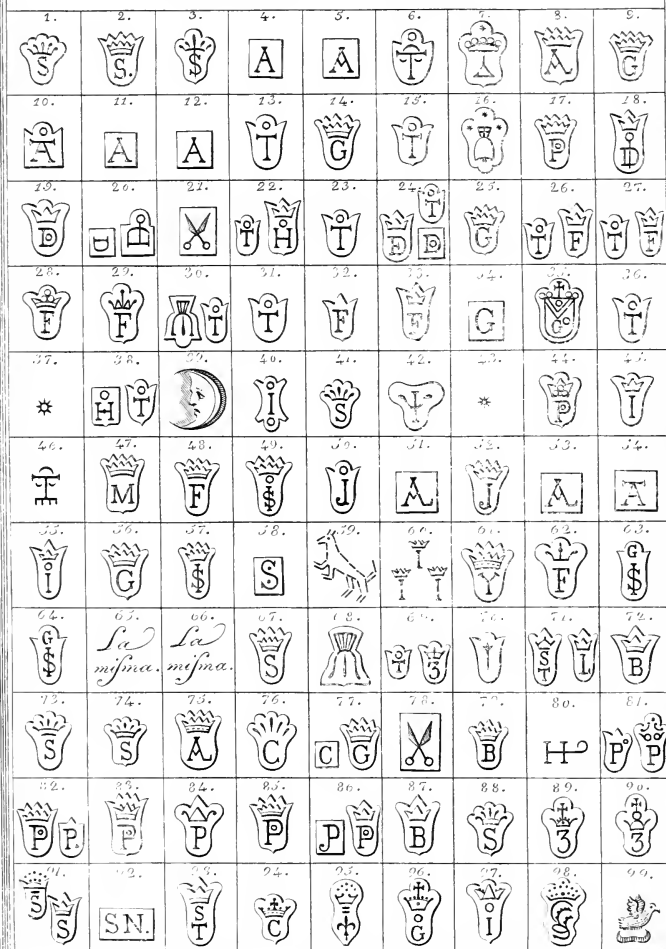 1. 2. 3. 4. 5. 6. 7. 8. 9.
S S. S A A T A A G
10. 11. 12. 13. 14. 15. 16. 17. 18.
A A A T G T P D
19. 20. 21. 22. 23. 24. 25. 26. 27.
D D B T H T E T E G T F T F
28. 29. 30. 31. 32. 33. 34. 35. 36.
F F T T F F G G T
37. 38. 39. 40. 41. 42. 43. 44. 45.
H T I S P I
46. 47. 48. 49. 50. 51. 52. 53. 54.
M F S J A J A A
55. 56. 57. 58. 59. 60. 61. 62. 63.
I G S S Y F G S
64. 65. 66. 67. 68. 69. 70. 71. 72.
G S La miſma. La miſma. S T 3 ST L B
73. 74. 75. 76. 77. 78. 79. 80. 81.
S S A C C G B H P P
82. 83. 84. 85. 86. 87. 88. 89. 90.
P P. P P P P P B S 3 3
91. 92. 93. 94. 95. 96. 97. 98. 99.
S S SN. ST C G I